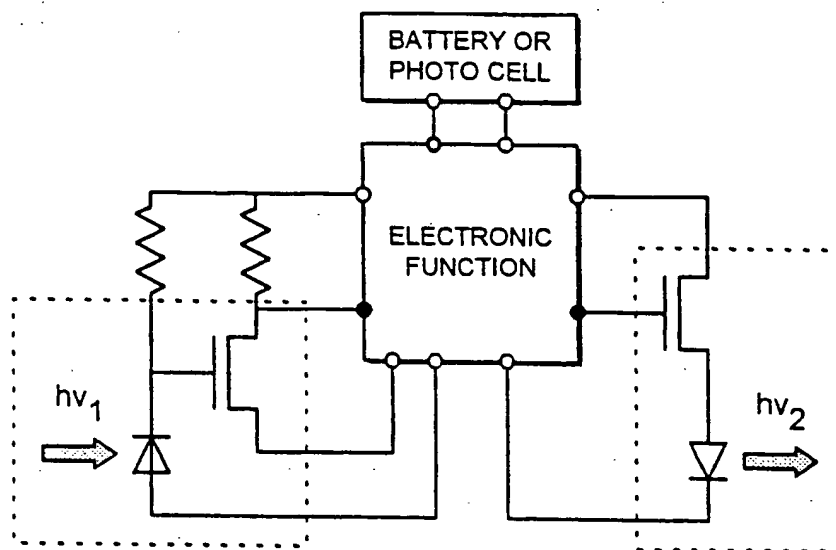 BATTERY OR
PHOTO CELL
ELECTRONIC
FUNCTION
hv₁
hv₂